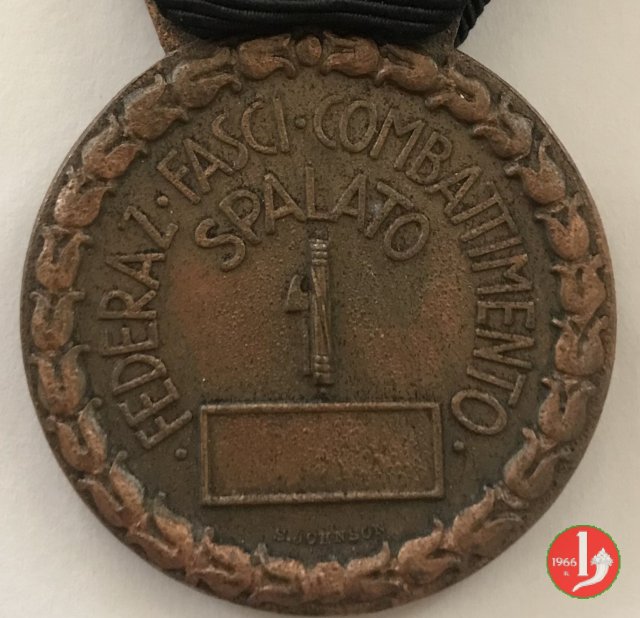 · FEDERAZ · FASCI · COMBATTIMENTO ·
SPALATO
S. JOHNSON
1966